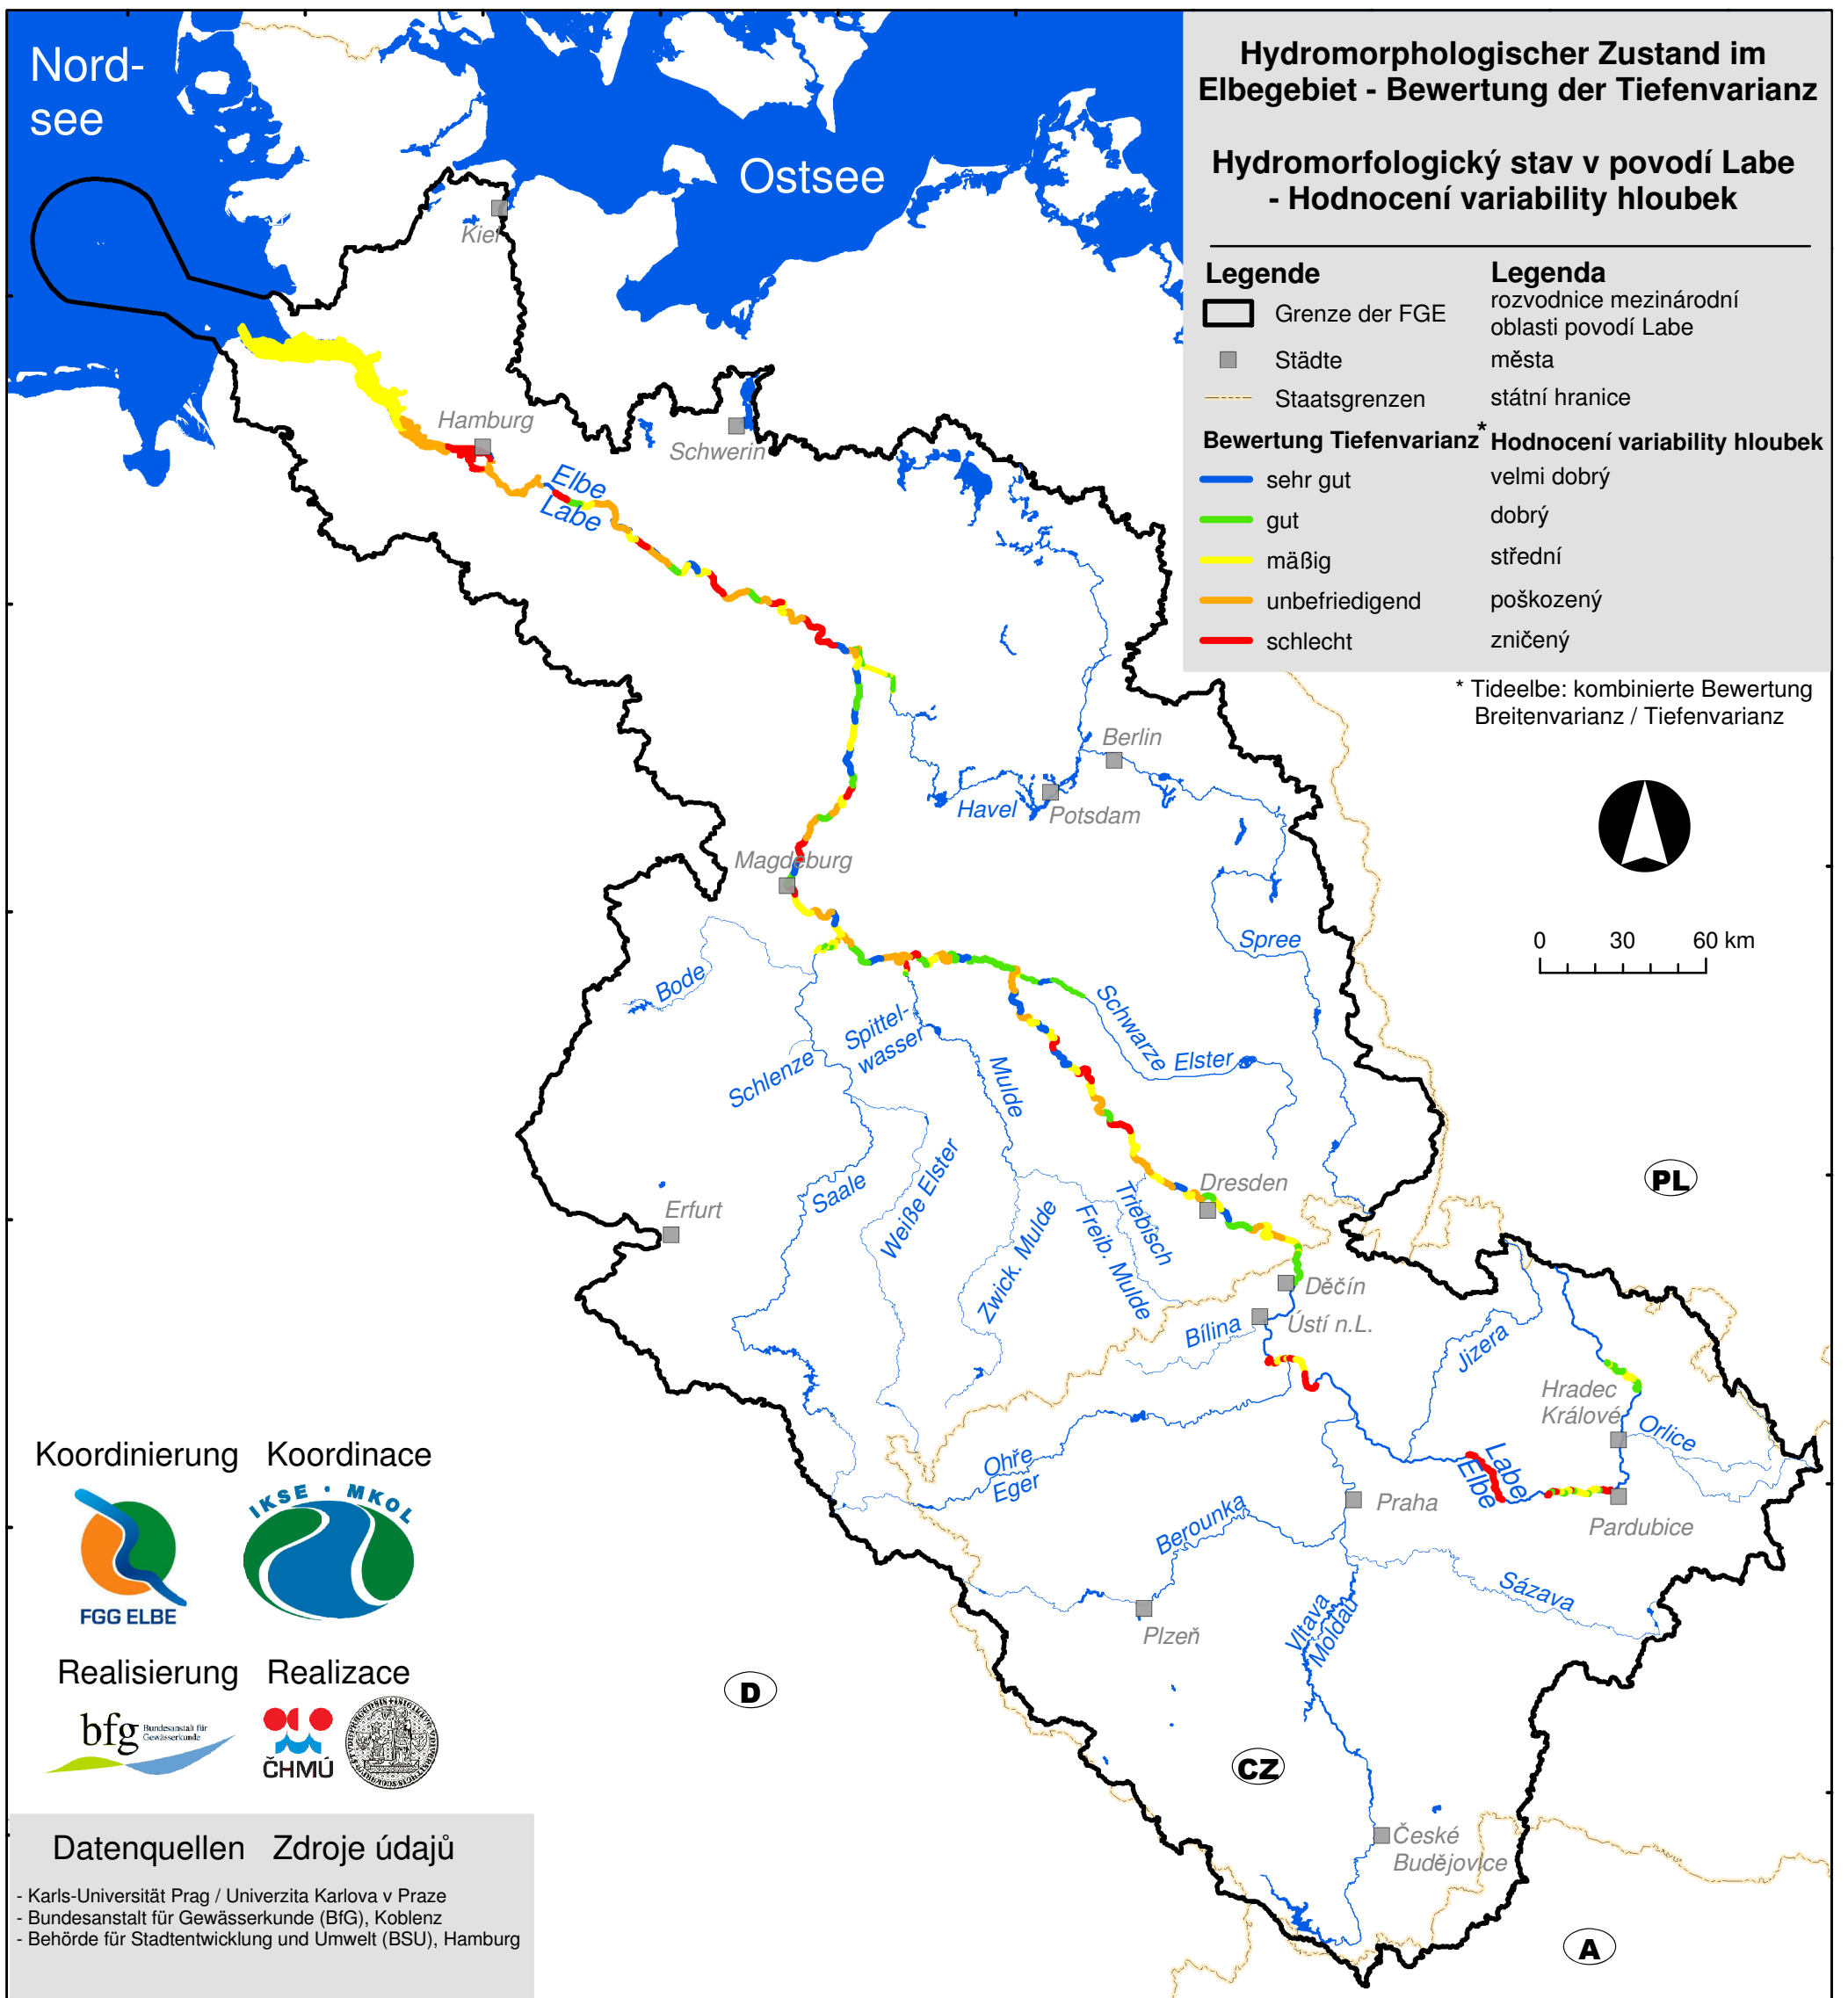 Nord-
see
Ostsee
Hydromorphologischer Zustand im
Elbegebiet - Bewertung der Tiefenvarianz
Hydromorfologický stav v povodí Labe
- Hodnocení variability hloubek
Legende Legenda
Grenze der FGE
rozvodnice mezinárodní
oblasti povodí Labe
Städte města
Staatsgrenzen státní hranice
Bewertung Tiefenvarianz* Hodnocení variability hloubek
sehr gut velmi dobrý
gut dobrý
mäßig střední
unbefriedigend poškozený
schlecht zničený
* Tideelbe: kombinierte Bewertung
Breitenvarianz / Tiefenvarianz
0 30 60 km
Kiel
Hamburg
Schwerin
Elbe
Labe
Berlin
Havel
Potsdam
Magdeburg
Spree
Bode
Spittel-
wasser
Schlenze
Mulde
Schwarze Elster
Saale
Weiße Elster
Zwick. Mulde
Freib. Mulde
Triebisch
Dresden
Erfurt
PL
Děčín
Ústí n.L.
Bílina
Jizera
Hradec
Králové
Orlice
Labe
Elbe
Pardubice
Ohře
Eger
Praha
Berounka
Sázava
Vltava
Moldau
Plzeň
D
CZ
České
Budějovice
A
Koordinierung Koordinace
FGG ELBE
IKSE · MKOL
Realisierung Realizace
bfg Bundesanstalt für
Gewässerkunde
ČHMÚ
Datenquellen Zdroje údajů
- Karls-Universität Prag / Univerzita Karlova v Praze
- Bundesanstalt für Gewässerkunde (BfG), Koblenz
- Behörde für Stadtentwicklung und Umwelt (BSU), Hamburg